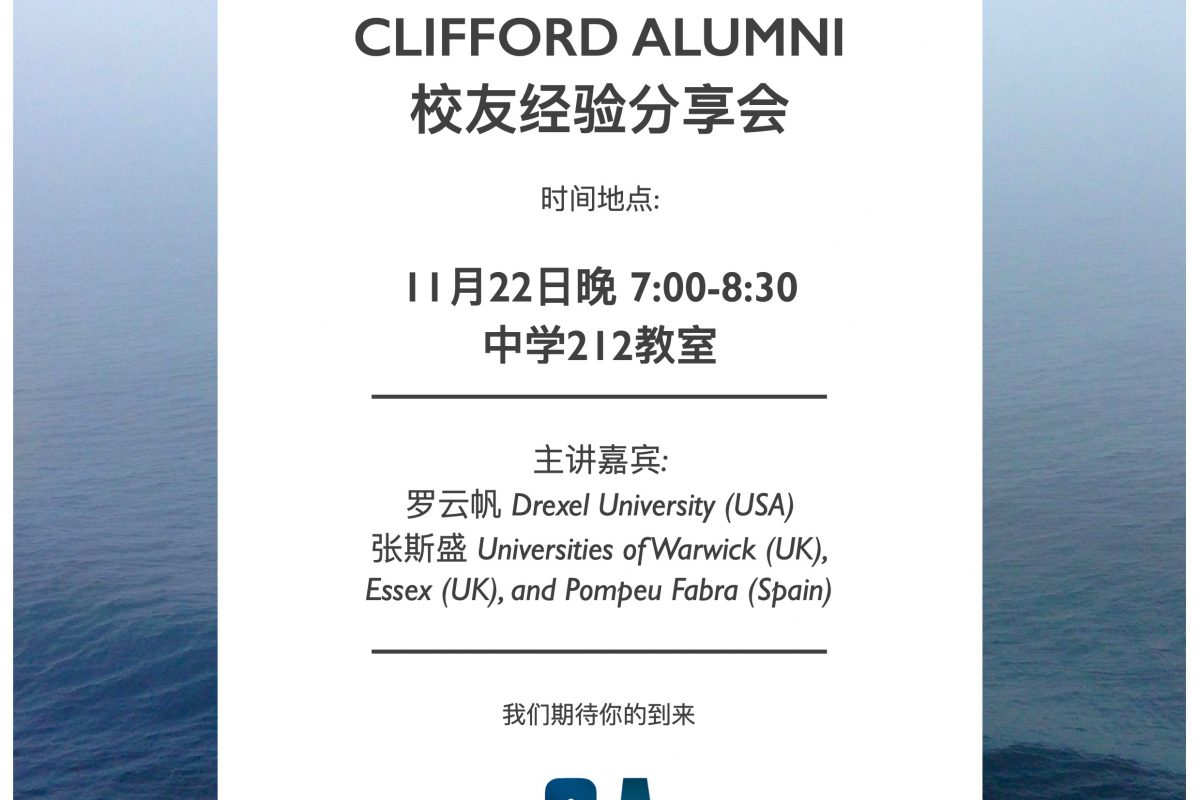 CLIFFORD ALUMNI
校友经验分享会
时间地点:
11月22日晚 7:00-8:30
中学212教室
主讲嘉宾:
罗云帆 Drexel University (USA)
张斯盛 Universities of Warwick (UK),
Essex (UK), and Pompeu Fabra (Spain)
我们期待你的到来